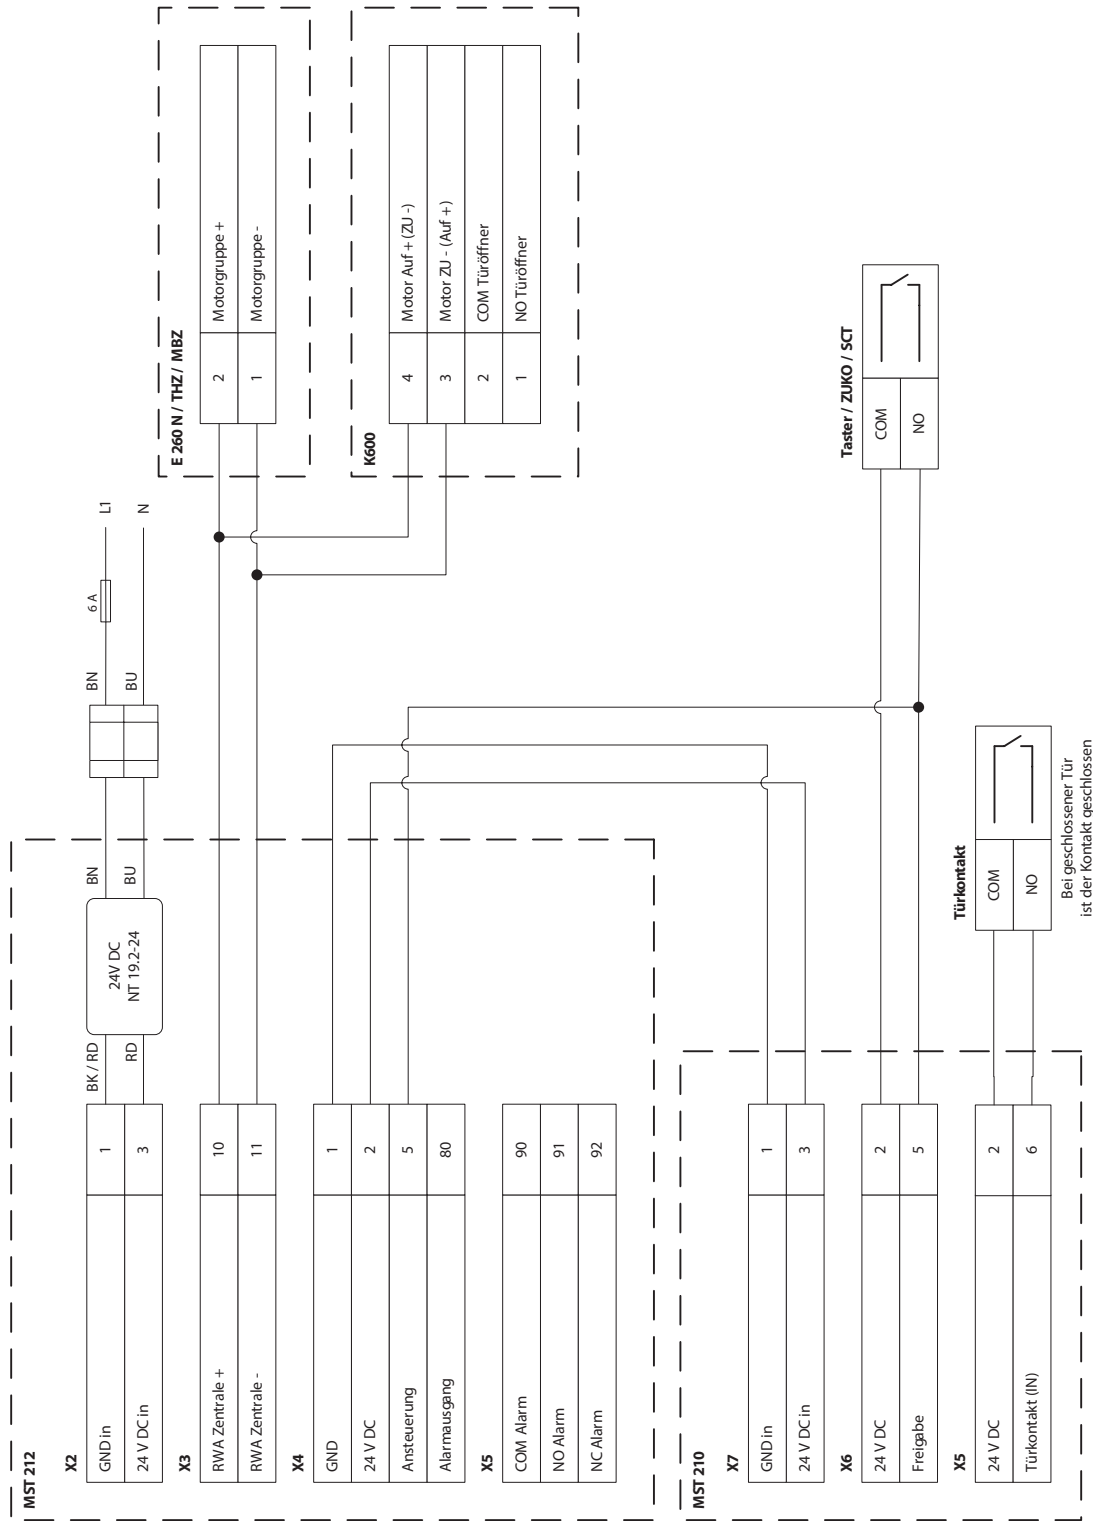 MST 212
X2
GND in 1
24 V DC in 3
BK / RD
RD
24V DC
NT 19.2-24
BN
BU
BN
BU
6 A
L1
N
X3
RWA Zentrale + 10
RWA Zentrale - 11
X4
GND 1
24 V DC 2
Ansteuerung 5
Alarmausgang 80
X5
COM Alarm 90
NO Alarm 91
NC Alarm 92
E 260 N / THZ / MBZ
2 Motorgruppe +
1 Motorgruppe -
K600
4 Motor Auf + (ZU -)
3 Motor ZU - (Auf +)
2 COM Türöffner
1 NO Türöffner
MST 210
X7
GND in 1
24 V DC in 3
X6
24 V DC 2
Freigabe 5
X5
24 V DC 2
Türkontakt (IN) 6
Taster / ZUKO / SCT
COM
NO
Türkontakt
COM
NO
Bei geschlossener Tür
ist der Kontakt geschlossen